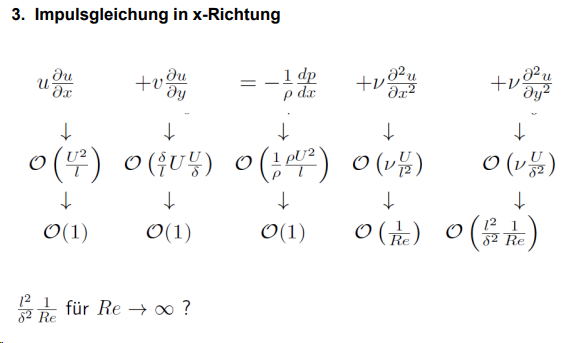 3. Impulsgleichung in x-Richtung
u ∂u/∂x +v ∂u/∂y = −1/ρ dp/dx +ν ∂²u/∂x² +ν ∂²u/∂y²
↓ ↓ ↓ ↓ ↓
𝒪(U²/l) 𝒪(δ/l U U/δ) 𝒪(1/ρ ρU²/l) 𝒪(ν U/l²) 𝒪(ν U/δ²)
↓ ↓ ↓ ↓ ↓
𝒪(1) 𝒪(1) 𝒪(1) 𝒪(1/Re) 𝒪(l²/δ² 1/Re)
l²/δ² 1/Re für Re → ∞ ?